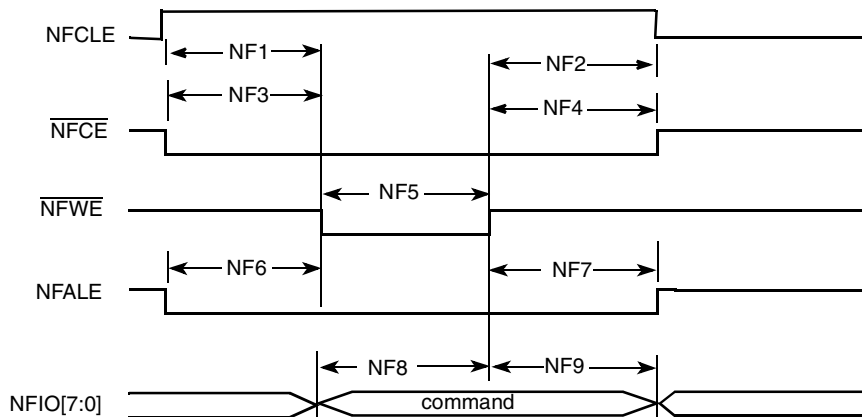 NFCLE
NF1
NF2
NF3
NF4
NFCE
NF5
NFWE
NF6
NF7
NFALE
NF8
NF9
NFIO[7:0]
command